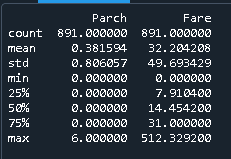 Parch Fare
count 891.000000 891.000000
mean 0.381594 32.204208
std 0.806057 49.693429
min 0.000000 0.000000
25% 0.000000 7.910400
50% 0.000000 14.454200
75% 0.000000 31.000000
max 6.000000 512.329200